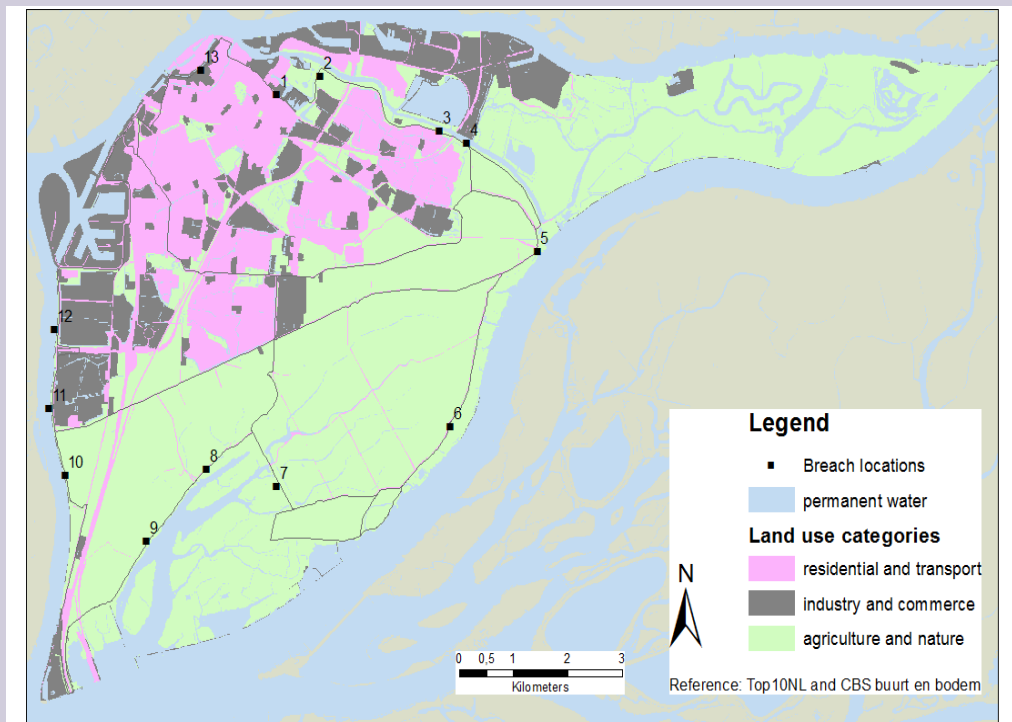 13
1
2
3
4
5
12
11
10
8
6
7
9
Legend
Breach locations
permanent water
Land use categories
residential and transport
industry and commerce
agriculture and nature
N
0 0,5 1 2 3
Kilometers
Reference: Top10NL and CBS buurt en bodem